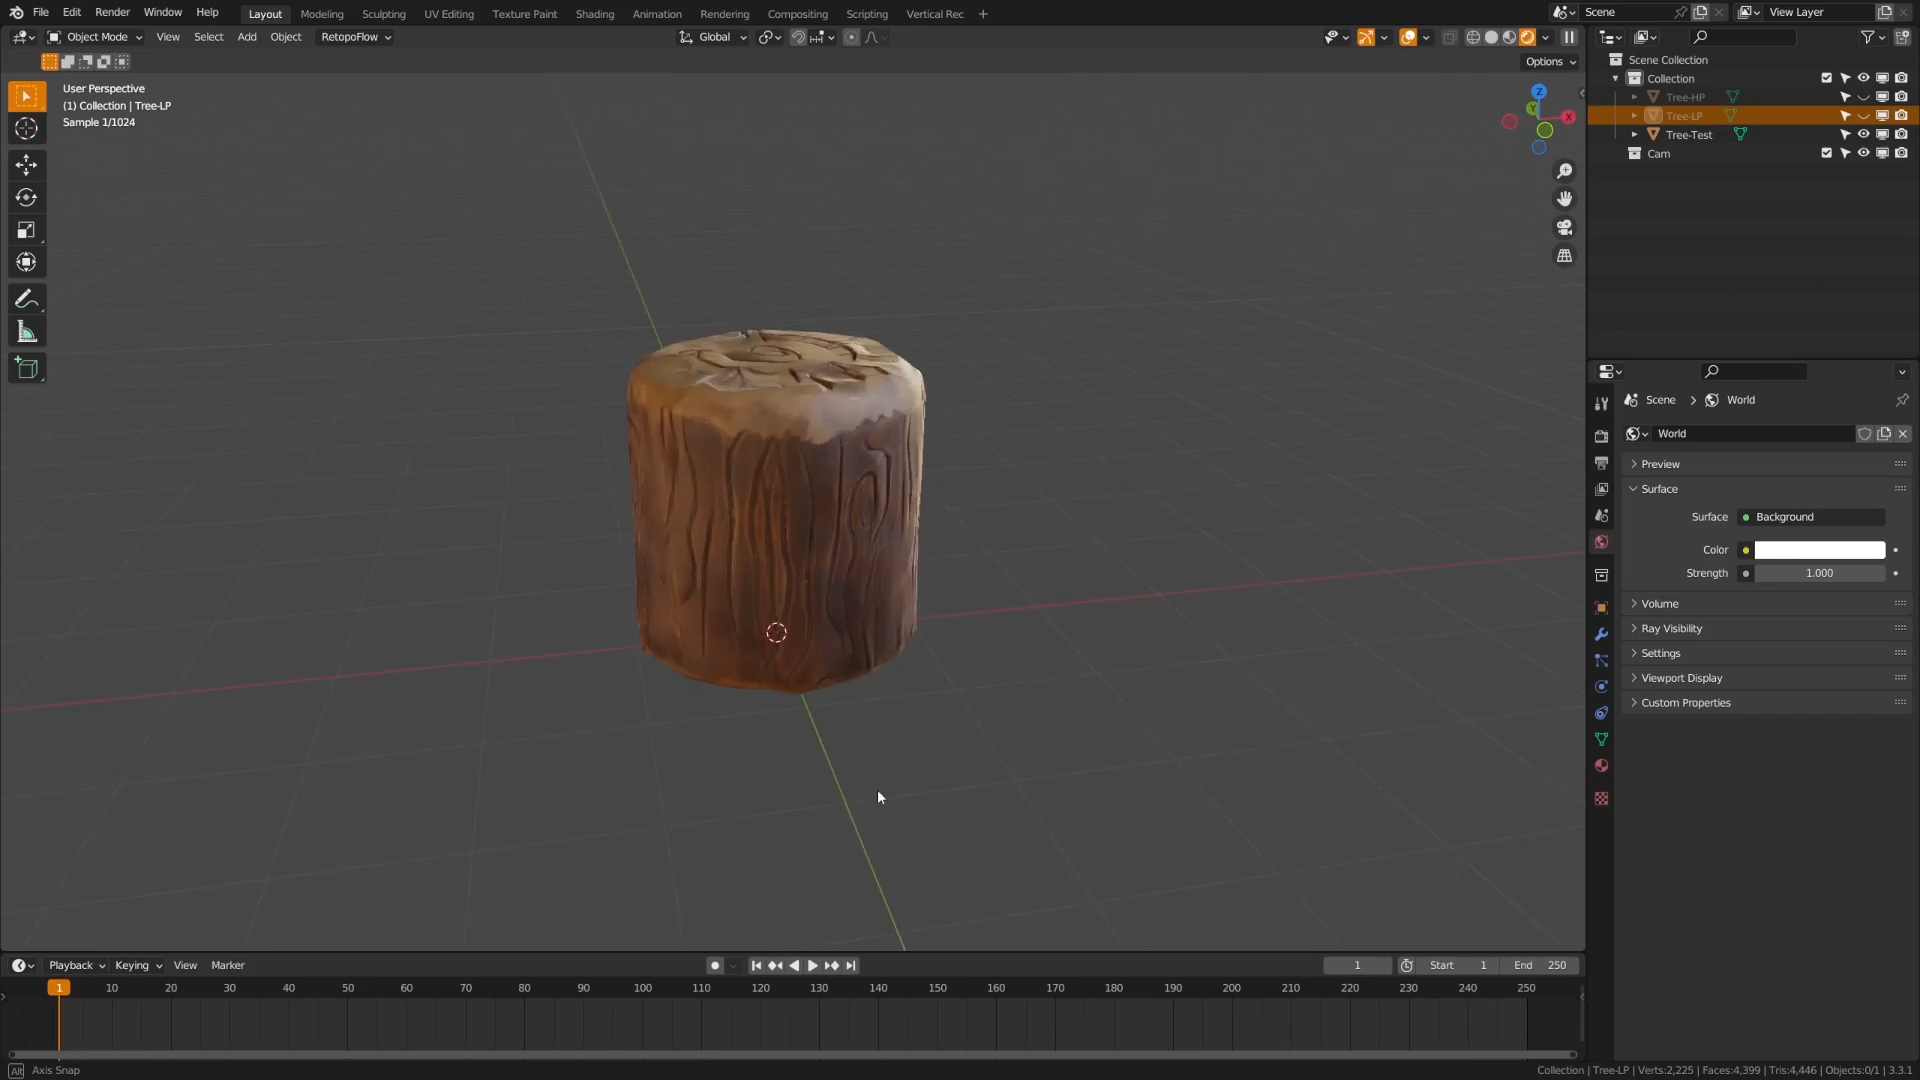 File Edit Render Window Help Layout Modeling Sculpting UV Editing Texture Paint Shading Animation Rendering Compositing Scripting Vertical Rec + Scene View Layer
Object Mode View Select Add Object RetopoFlow Global
Options
User Perspective
(1) Collection | Tree-LP
Sample 1/1024
Z
Y
X
Scene Collection
Collection
Tree-HP
Tree-LP
Tree-Test
Cam
Scene > World
World
Preview
Surface
Surface Background
Color
Strength 1.000
Volume
Ray Visibility
Settings
Viewport Display
Custom Properties
Playback Keying View Marker 1 Start 1 End 250
1 10 20 30 40 50 60 70 80 90 100 110 120 130 140 150 160 170 180 190 200 210 220 230 240 250
Alt Axis Snap Collection | Tree-LP | Verts:2,225 | Faces:4,399 | Tris:4,446 | Objects:0/1 | 3.3.1